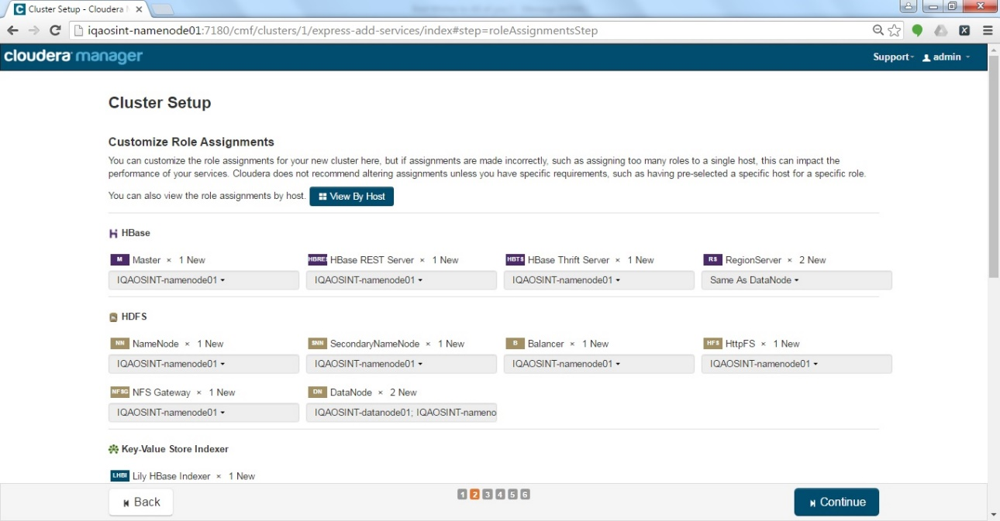 Cluster Setup - Cloudera
iqaosint-namenode01:7180/cmf/clusters/1/express-add-services/index#step=roleAssignmentsStep
cloudera manager
Support
admin
Cluster Setup
Customize Role Assignments
You can customize the role assignments for your new cluster here, but if assignments are made incorrectly, such as assigning too many roles to a single host, this can impact the
performance of your services. Cloudera does not recommend altering assignments unless you have specific requirements, such as having pre-selected a specific host for a specific role.
You can also view the role assignments by host. View By Host
HBase
M Master × 1 New HBRE HBase REST Server × 1 New HBTS HBase Thrift Server × 1 New RS RegionServer × 2 New
IQAOSINT-namenode01 IQAOSINT-namenode01 IQAOSINT-namenode01 Same As DataNode
HDFS
NN NameNode × 1 New SNN SecondaryNameNode × 1 New B Balancer × 1 New HFS HttpFS × 1 New
IQAOSINT-namenode01 IQAOSINT-namenode01 IQAOSINT-namenode01 IQAOSINT-namenode01
NFSG NFS Gateway × 1 New DN DataNode × 2 New
IQAOSINT-namenode01 IQAOSINT-datanode01; IQAOSINT-nameno
Key-Value Store Indexer
LHBI Lily HBase Indexer × 1 New
Back 1 2 3 4 5 6 Continue